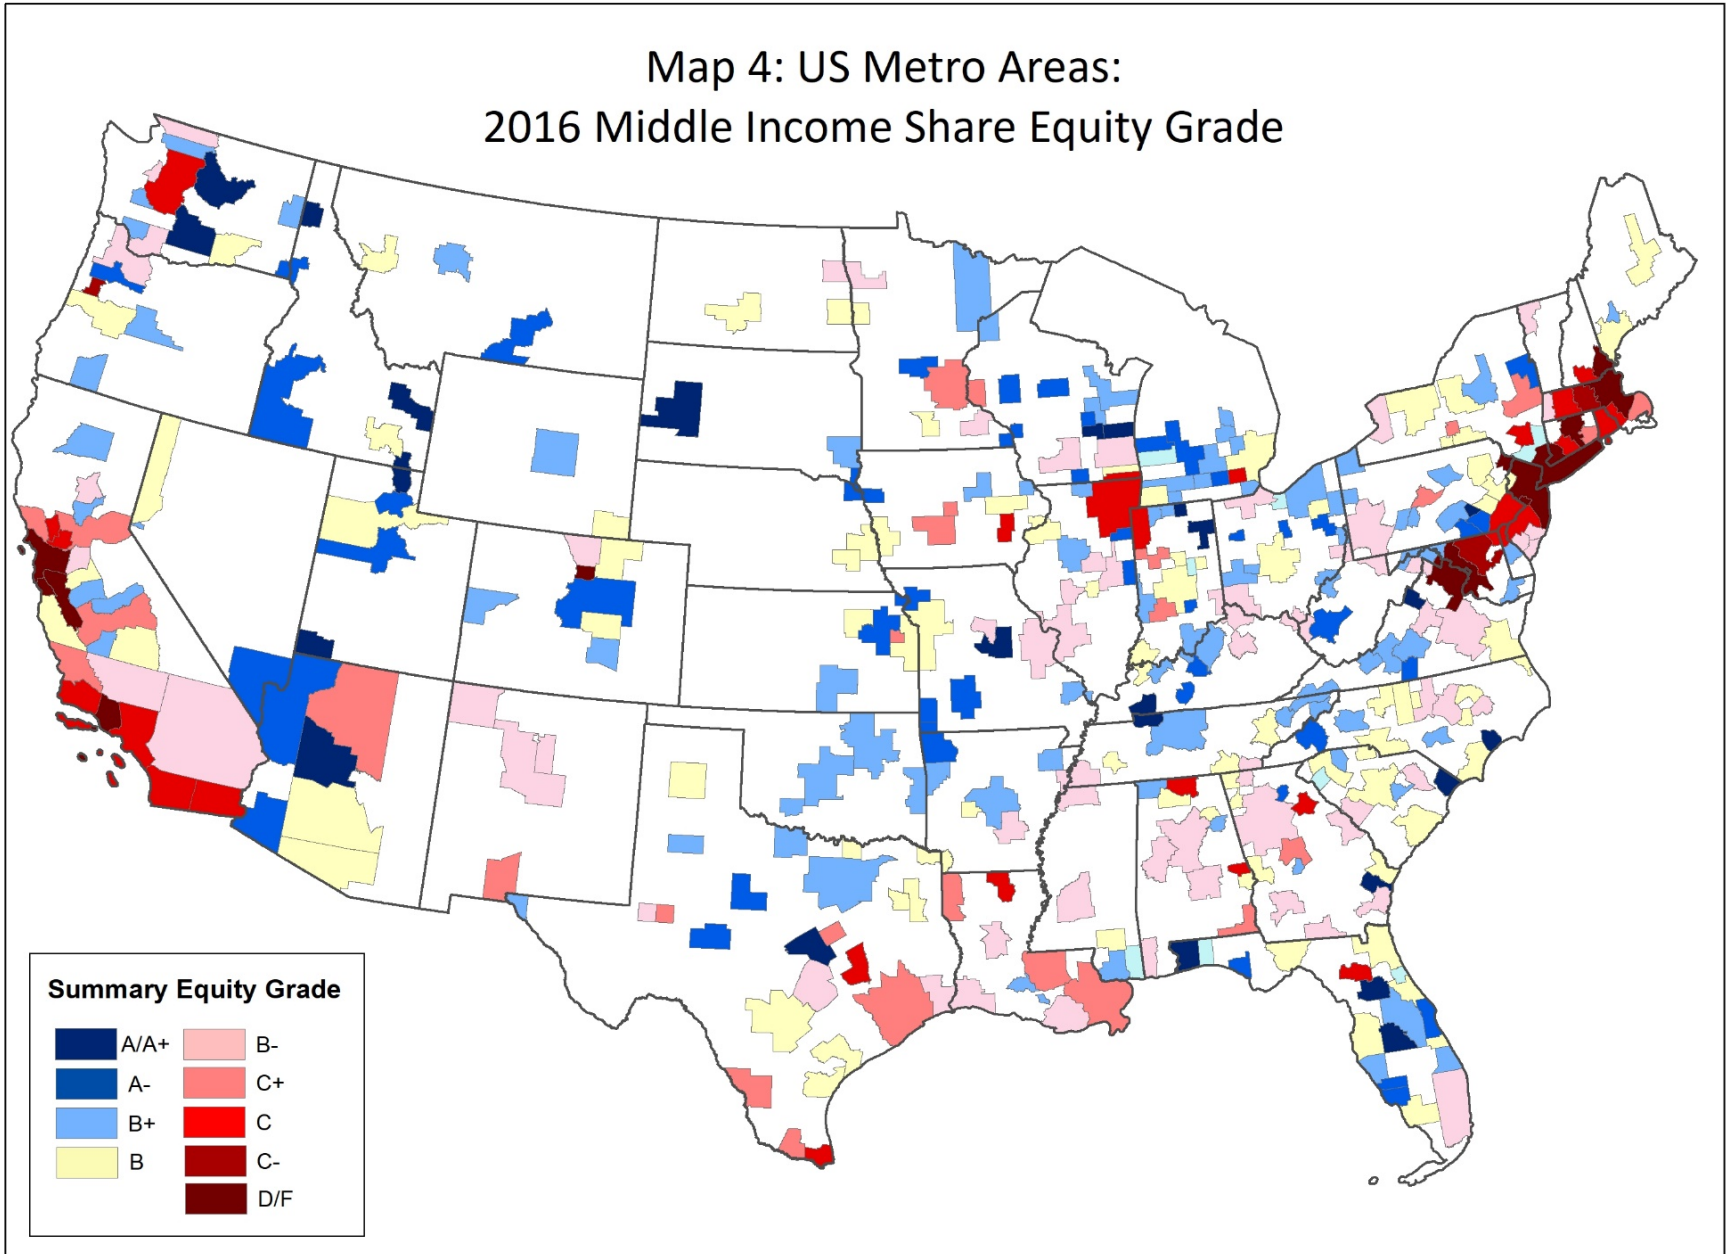 Map 4: US Metro Areas:
2016 Middle Income Share Equity Grade
Summary Equity Grade
A/A+
B-
A-
C+
B+
C
B
C-
D/F